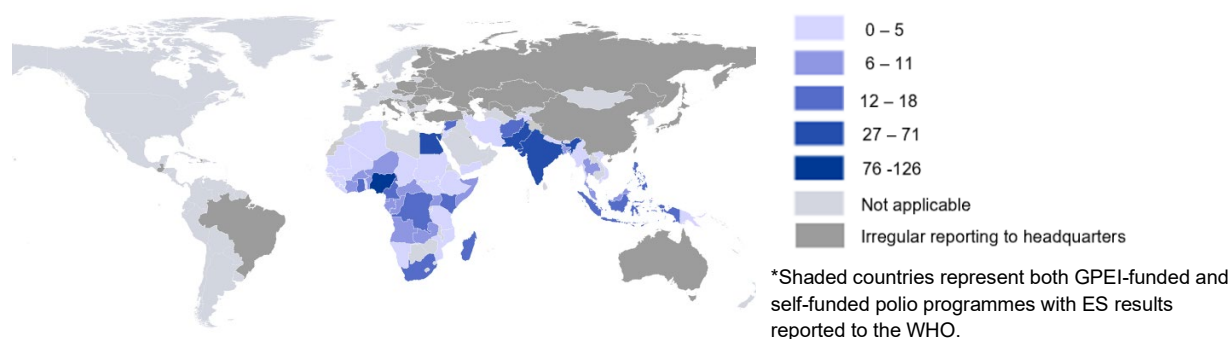 0 – 5
6 – 11
12 – 18
27 – 71
76 -126
Not applicable
Irregular reporting to headquarters
*Shaded countries represent both GPEI-funded and
self-funded polio programmes with ES results
reported to the WHO.